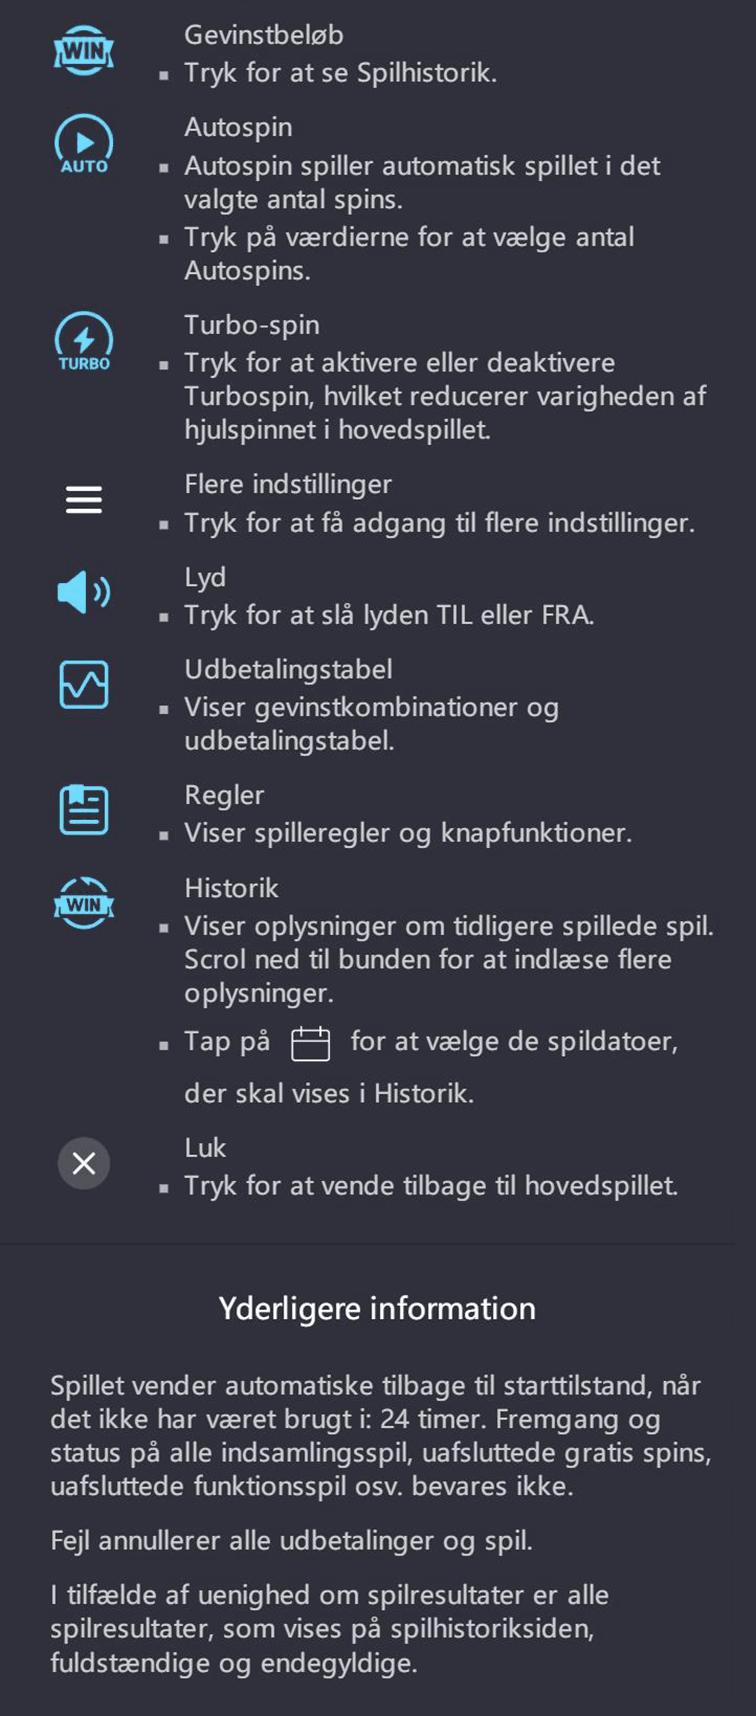 WIN
Gevinstbeløb
▪ Tryk for at se Spilhistorik.
AUTO
Autospin
▪ Autospin spiller automatisk spillet i det
valgte antal spins.
▪ Tryk på værdierne for at vælge antal
Autospins.
TURBO
Turbo-spin
▪ Tryk for at aktivere eller deaktivere
Turbospin, hvilket reducerer varigheden af
hjulspinnet i hovedspillet.
Flere indstillinger
▪ Tryk for at få adgang til flere indstillinger.
Lyd
▪ Tryk for at slå lyden TIL eller FRA.
Udbetalingstabel
▪ Viser gevinstkombinationer og
udbetalingstabel.
Regler
▪ Viser spilleregler og knapfunktioner.
WIN
Historik
▪ Viser oplysninger om tidligere spillede spil.
Scrol ned til bunden for at indlæse flere
oplysninger.
▪ Tap på for at vælge de spildatoer,
der skal vises i Historik.
Luk
▪ Tryk for at vende tilbage til hovedspillet.
Yderligere information
Spillet vender automatiske tilbage til starttilstand, når
det ikke har været brugt i: 24 timer. Fremgang og
status på alle indsamlingsspil, uafsluttede gratis spins,
uafsluttede funktionsspil osv. bevares ikke.
Fejl annullerer alle udbetalinger og spil.
I tilfælde af uenighed om spilresultater er alle
spilresultater, som vises på spilhistoriksiden,
fuldstændige og endegyldige.